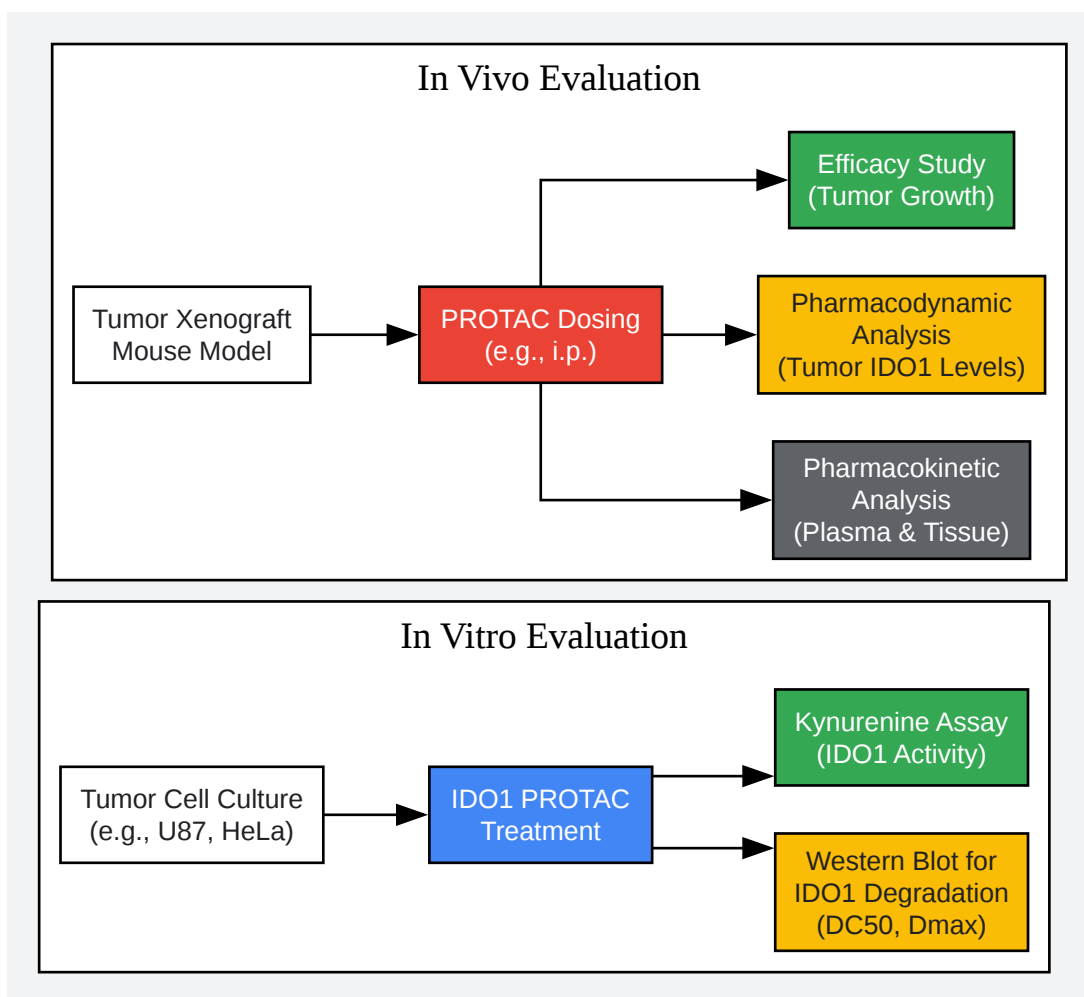 In Vivo Evaluation
Efficacy Study
(Tumor Growth)
Tumor Xenograft
Mouse Model
PROTAC Dosing
(e.g., i.p.)
Pharmacodynamic
Analysis
(Tumor IDO1 Levels)
Pharmacokinetic
Analysis
(Plasma & Tissue)
In Vitro Evaluation
Kynurenine Assay
(IDO1 Activity)
Tumor Cell Culture
(e.g., U87, HeLa)
IDO1 PROTAC
Treatment
Western Blot for
IDO1 Degradation
(DC50, Dmax)